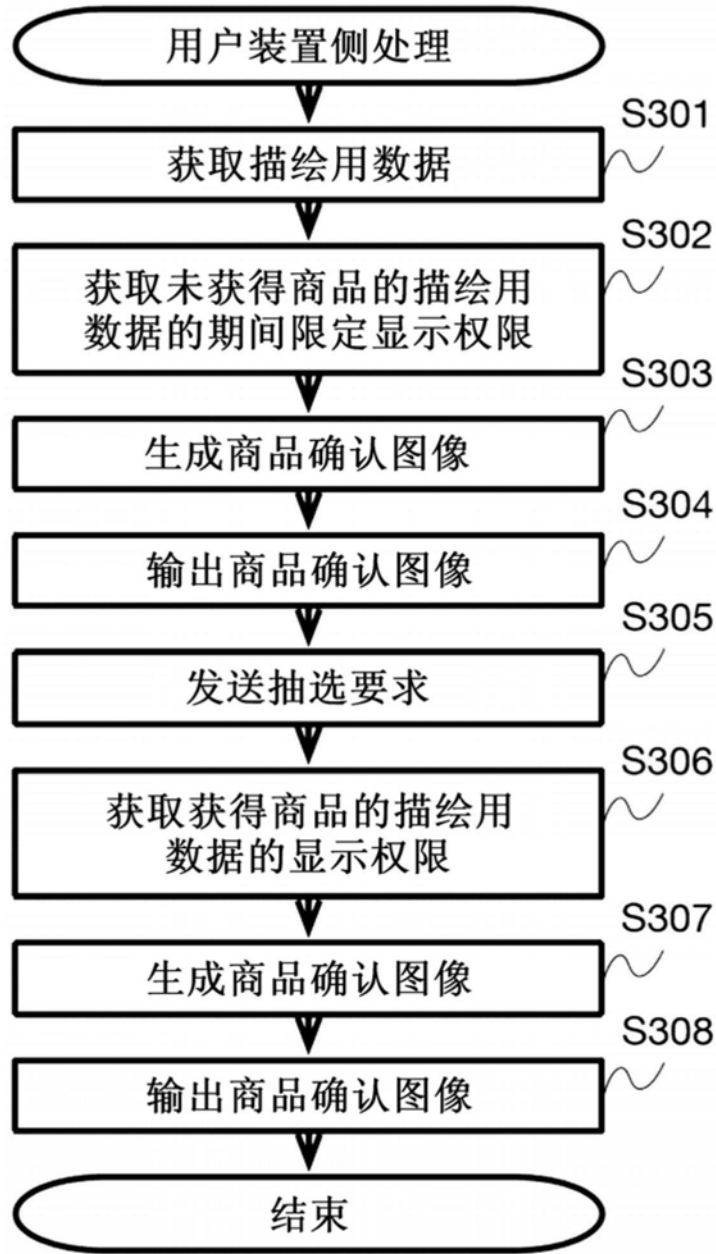 用户装置侧处理
S301
获取描绘用数据
S302
获取未获得商品的描绘用
数据的期间限定显示权限
S303
生成商品确认图像
S304
输出商品确认图像
S305
发送抽选要求
S306
获取获得商品的描绘用
数据的显示权限
S307
生成商品确认图像
S308
输出商品确认图像
结束